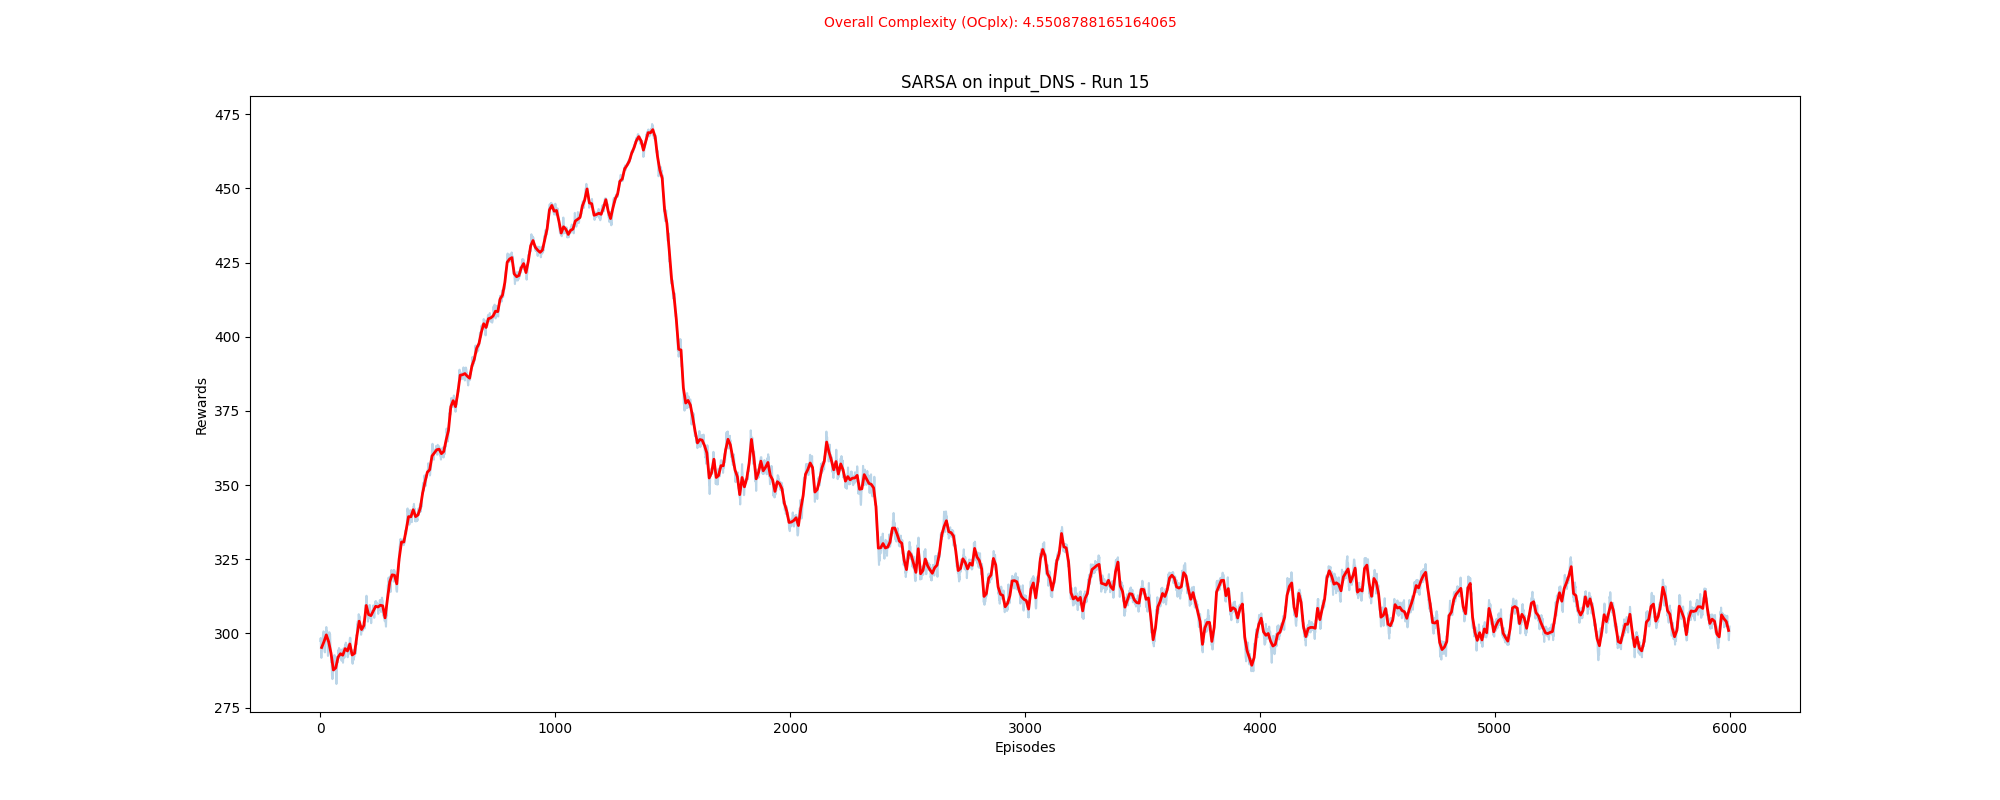 Overall Complexity (OCplx): 4.5508788165164065
SARSA on input_DNS - Run 15
475
450
425
400
375
350
325
300
275
Rewards
0 1000 2000 3000 4000 5000 6000
Episodes